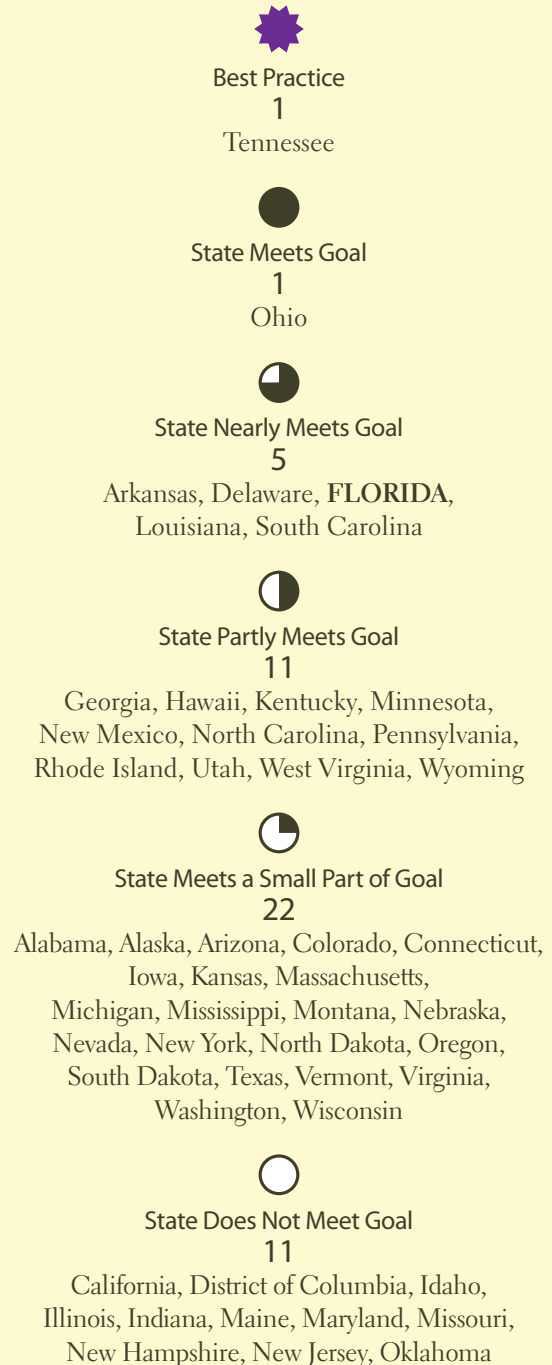 Best Practice
1
Tennessee
State Meets Goal
1
Ohio
State Nearly Meets Goal
5
Arkansas, Delaware, FLORIDA,
Louisiana, South Carolina
State Partly Meets Goal
11
Georgia, Hawaii, Kentucky, Minnesota,
New Mexico, North Carolina, Pennsylvania,
Rhode Island, Utah, West Virginia, Wyoming
State Meets a Small Part of Goal
22
Alabama, Alaska, Arizona, Colorado, Connecticut,
Iowa, Kansas, Massachusetts,
Michigan, Mississippi, Montana, Nebraska,
Nevada, New York, North Dakota, Oregon,
South Dakota, Texas, Vermont, Virginia,
Washington, Wisconsin
State Does Not Meet Goal
11
California, District of Columbia, Idaho,
Illinois, Indiana, Maine, Maryland, Missouri,
New Hampshire, New Jersey, Oklahoma